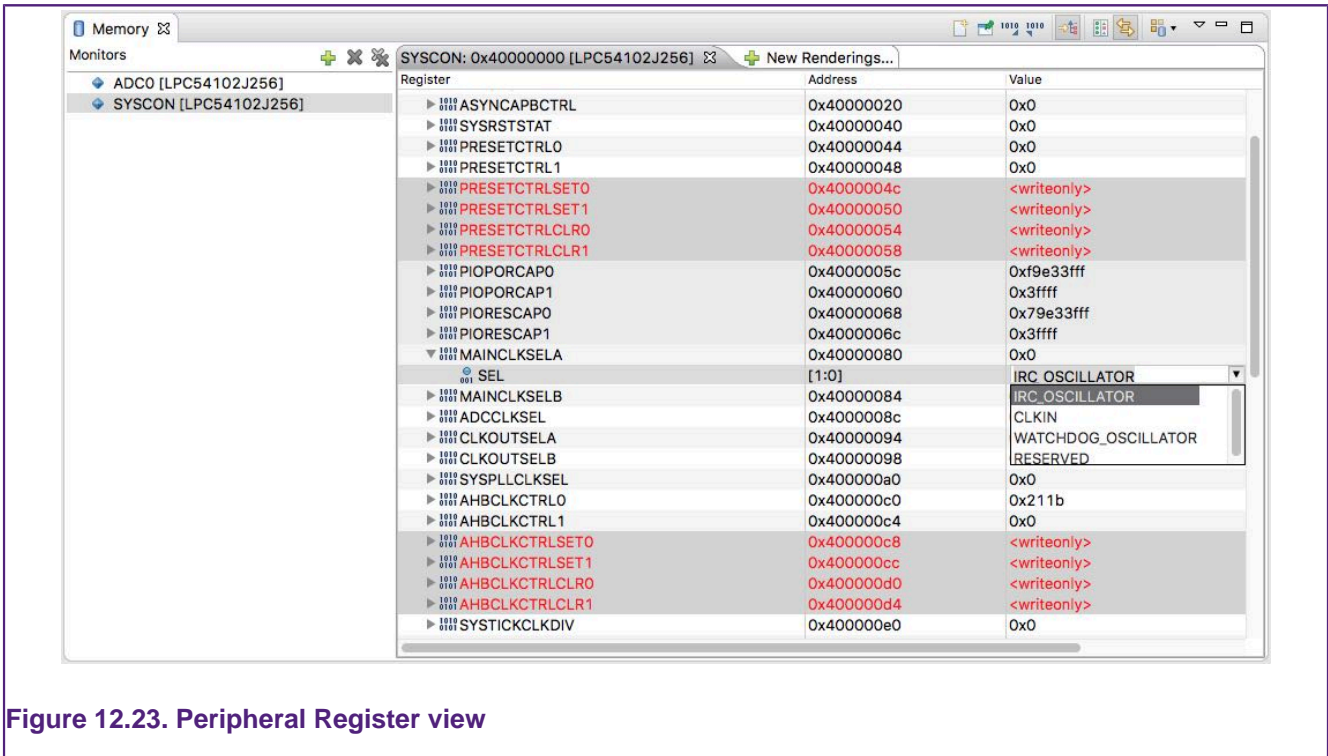 Memory
Monitors
SYSCON: 0x40000000 [LPC54102J256] New Renderings...
ADC0 [LPC54102J256]
SYSCON [LPC54102J256]
Register Address Value
ASYNCAPBCTRL 0x40000020 0x0
SYSRSTSTAT 0x40000040 0x0
PRESETCTRL0 0x40000044 0x0
PRESETCTRL1 0x40000048 0x0
PRESETCTRLSET0 0x4000004c <writeonly>
PRESETCTRLSET1 0x40000050 <writeonly>
PRESETCTRLCLR0 0x40000054 <writeonly>
PRESETCTRLCLR1 0x40000058 <writeonly>
PIOPORCAP0 0x4000005c 0xf9e33fff
PIOPORCAP1 0x40000060 0x3ffff
PIORESCAP0 0x40000068 0x79e33fff
PIORESCAP1 0x4000006c 0x3ffff
MAINCLKSELA 0x40000080 0x0
SEL [1:0] IRC_OSCILLATOR
MAINCLKSELB 0x40000084 IRC_OSCILLATOR
ADCCLKSEL 0x4000008c CLKIN
CLKOUTSELA 0x40000094 WATCHDOG_OSCILLATOR
CLKOUTSELB 0x40000098 RESERVED
SYSPLLCLKSEL 0x400000a0 0x0
AHBCLKCTRL0 0x400000c0 0x211b
AHBCLKCTRL1 0x400000c4 0x0
AHBCLKCTRLSET0 0x400000c8 <writeonly>
AHBCLKCTRLSET1 0x400000cc <writeonly>
AHBCLKCTRLCLR0 0x400000d0 <writeonly>
AHBCLKCTRLCLR1 0x400000d4 <writeonly>
SYSTICKCLKDIV 0x400000e0 0x0
Figure 12.23. Peripheral Register view